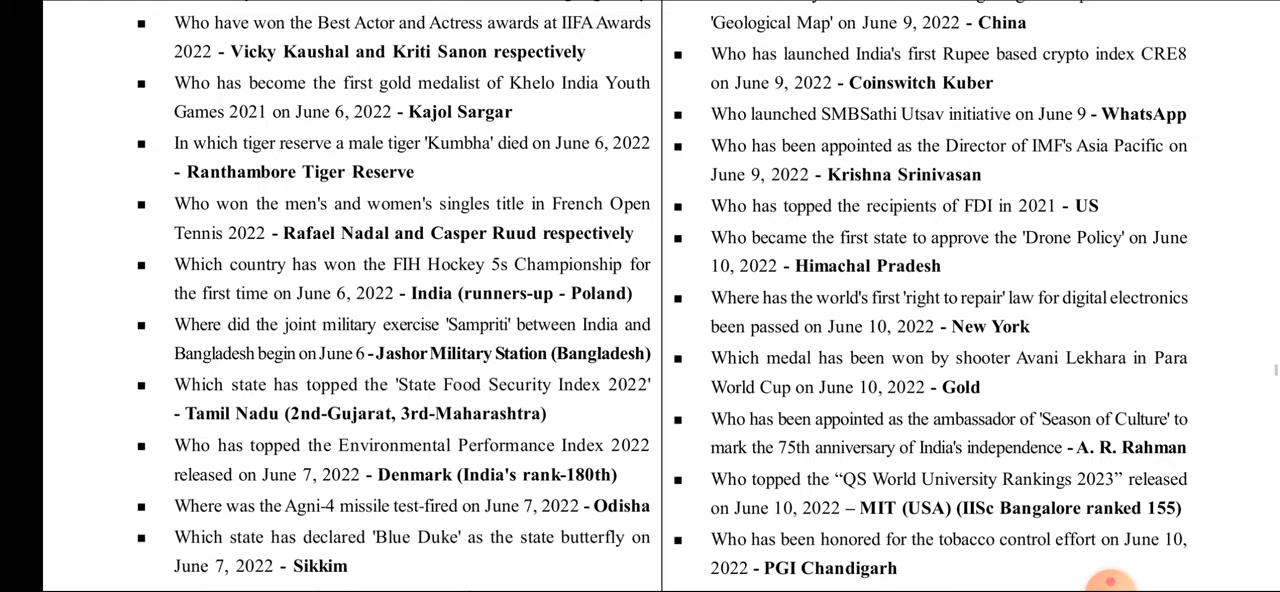 Who have won the Best Actor and Actress awards at IIFA Awards
2022 - Vicky Kaushal and Kriti Sanon respectively
■ Who has become the first gold medalist of Khelo India Youth
Games 2021 on June 6, 2022 - Kajol Sargar
■ In which tiger reserve a male tiger 'Kumbha' died on June 6, 2022
- Ranthambore Tiger Reserve
■ Who won the men's and women's singles title in French Open
Tennis 2022 - Rafael Nadal and Casper Ruud respectively
■ Which country has won the FIH Hockey 5s Championship for
the first time on June 6, 2022 - India (runners-up - Poland)
■ Where did the joint military exercise 'Sampriti' between India and
Bangladesh begin on June 6 - Jashor Military Station (Bangladesh)
■ Which state has topped the 'State Food Security Index 2022'
- Tamil Nadu (2nd-Gujarat, 3rd-Maharashtra)
■ Who has topped the Environmental Performance Index 2022
released on June 7, 2022 - Denmark (India's rank-180th)
■ Where was the Agni-4 missile test-fired on June 7, 2022 - Odisha
■ Which state has declared 'Blue Duke' as the state butterfly on
June 7, 2022 - Sikkim
'Geological Map' on June 9, 2022 - China
■ Who has launched India's first Rupee based crypto index CRE8
on June 9, 2022 - Coinswitch Kuber
■ Who launched SMBSathi Utsav initiative on June 9 - WhatsApp
■ Who has been appointed as the Director of IMF's Asia Pacific on
June 9, 2022 - Krishna Srinivasan
■ Who has topped the recipients of FDI in 2021 - US
■ Who became the first state to approve the 'Drone Policy' on June
10, 2022 - Himachal Pradesh
■ Where has the world's first 'right to repair' law for digital electronics
been passed on June 10, 2022 - New York
■ Which medal has been won by shooter Avani Lekhara in Para
World Cup on June 10, 2022 - Gold
■ Who has been appointed as the ambassador of 'Season of Culture' to
mark the 75th anniversary of India's independence - A. R. Rahman
■ Who topped the “QS World University Rankings 2023” released
on June 10, 2022 – MIT (USA) (IISc Bangalore ranked 155)
■ Who has been honored for the tobacco control effort on June 10,
2022 - PGI Chandigarh